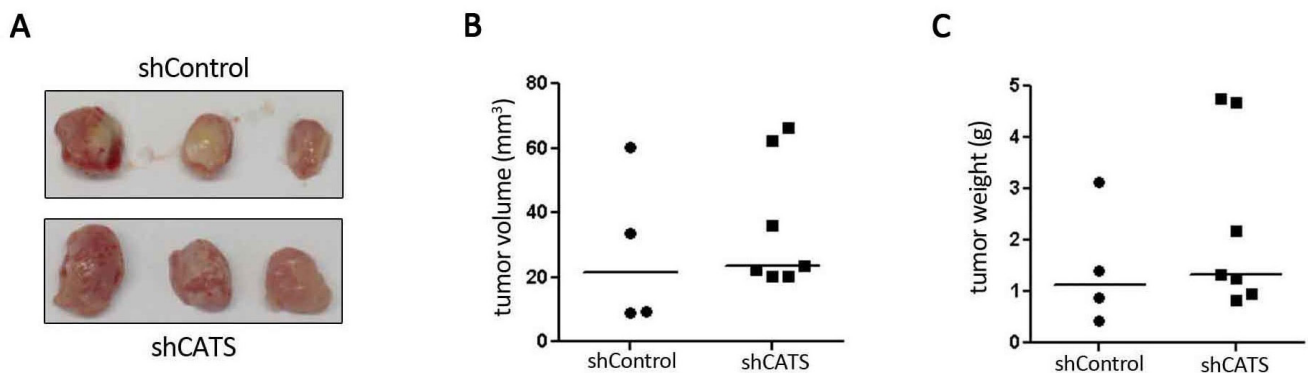 A
shControl
shCATS
B
tumor volume (mm³)
80
60
40
20
0
shControl
shCATS
C
tumor weight (g)
5
4
3
2
1
0
shControl
shCATS